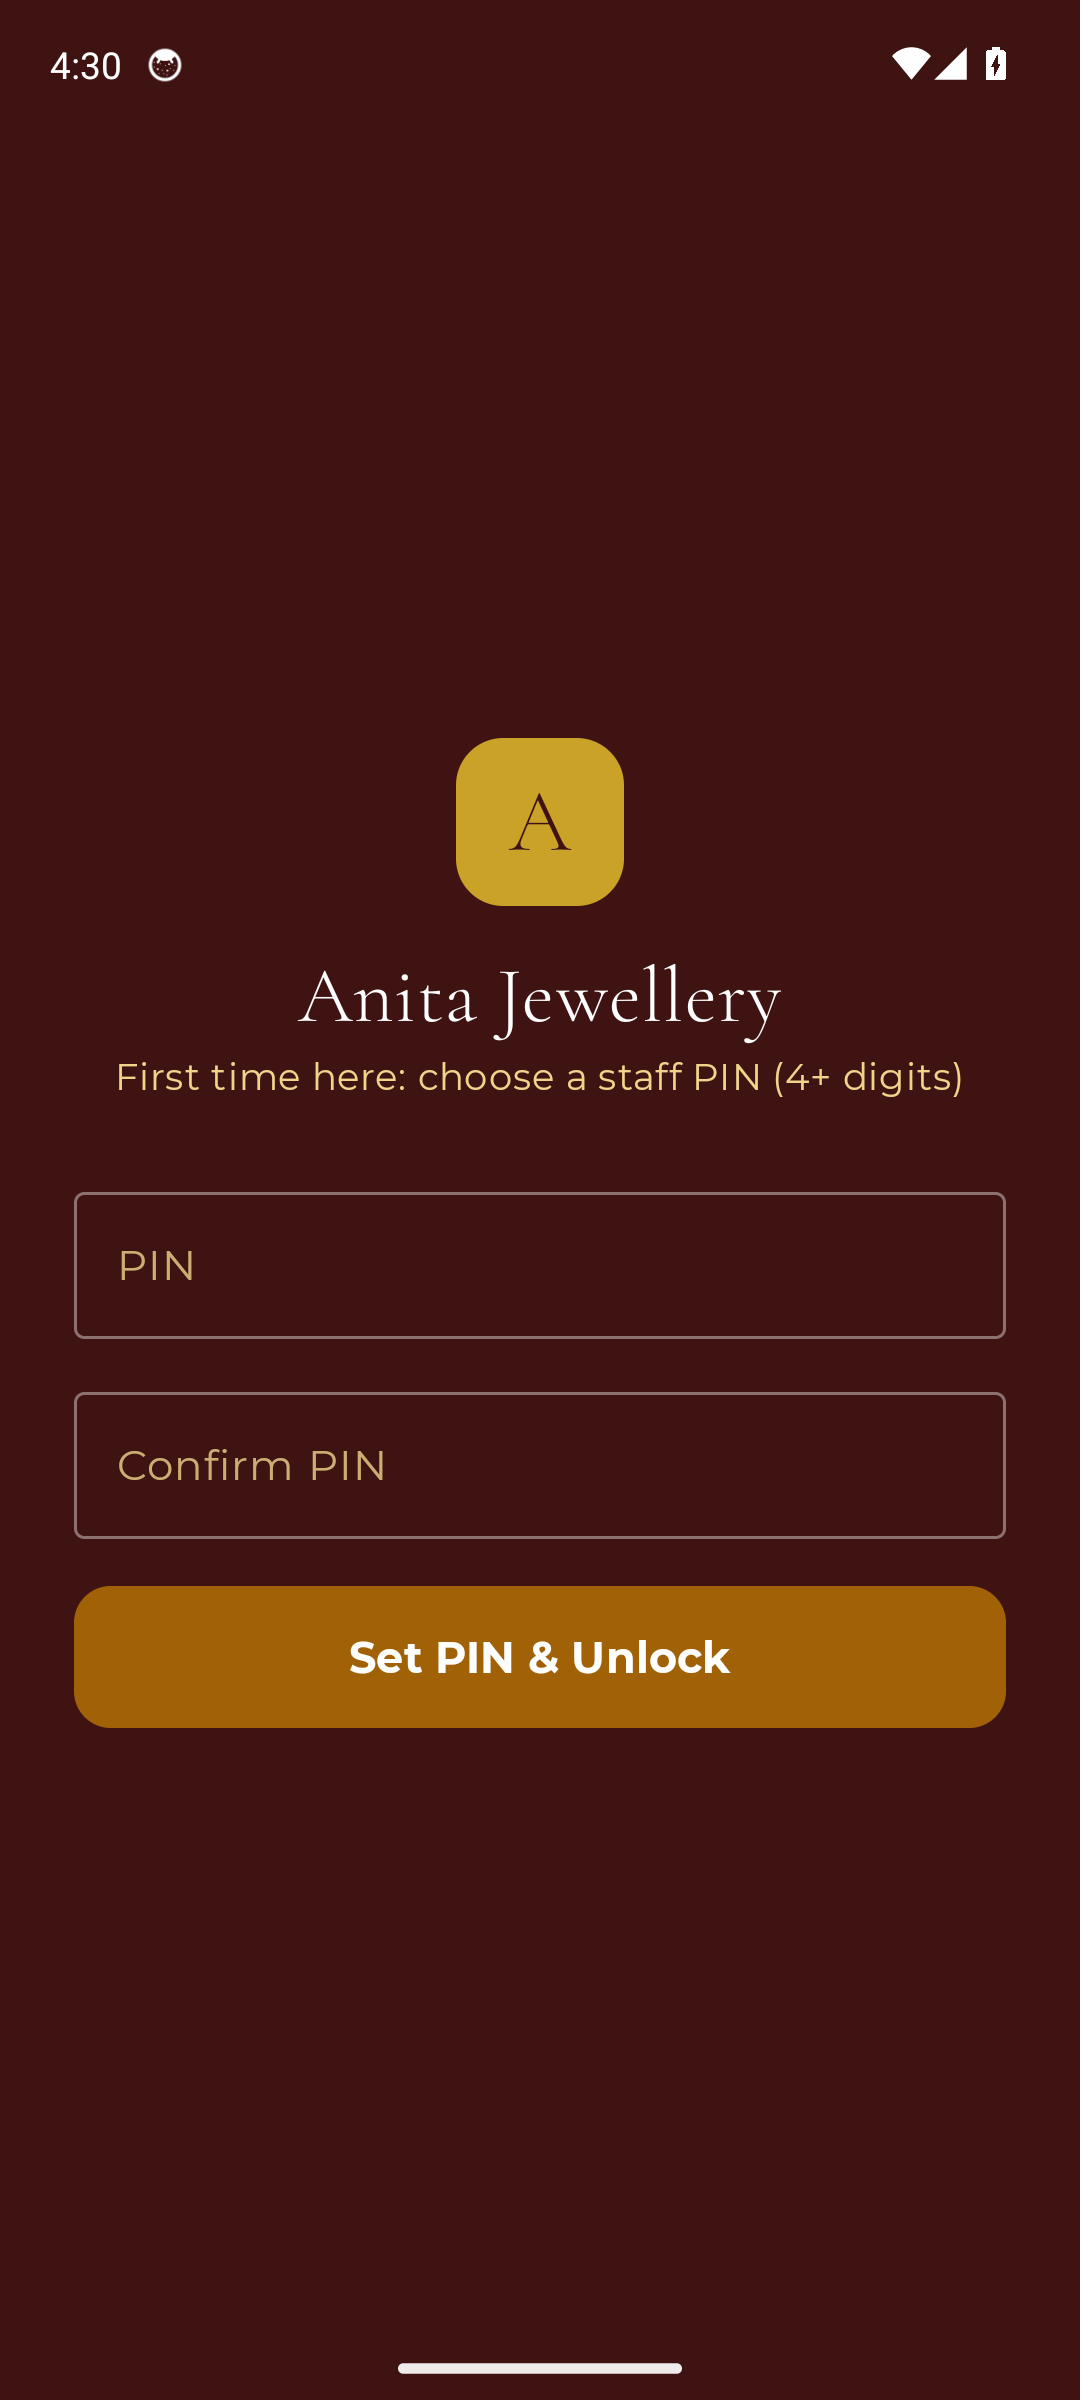 4:30
A
Anita Jewellery
First time here: choose a staff PIN (4+ digits)
PIN
Confirm PIN
Set PIN & Unlock